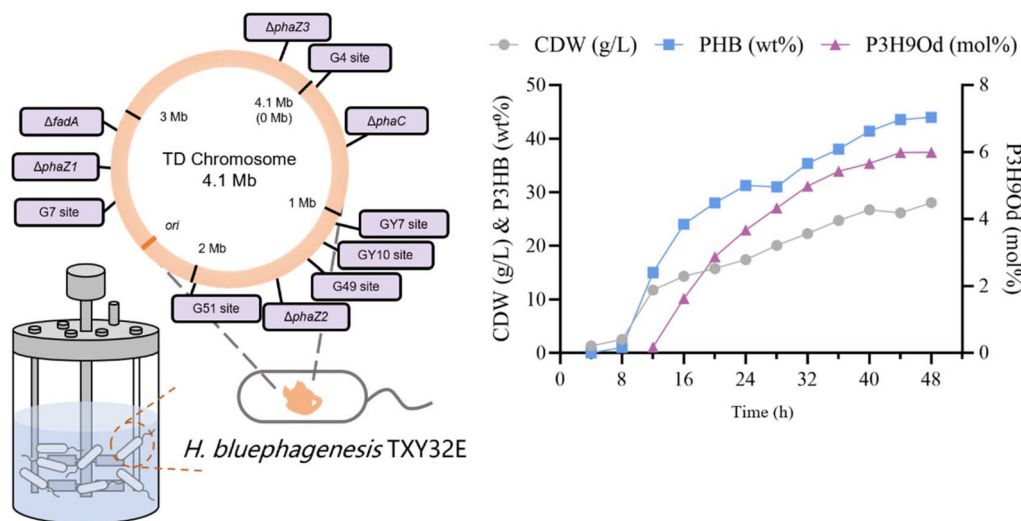 ΔphaZ3
G4 site
4.1 Mb
(0 Mb)
3 Mb
ΔfadA
ΔphaC
TD Chromosome
4.1 Mb
ΔphaZ1
1 Mb
G7 site
GY7 site
ori
2 Mb
GY10 site
G49 site
G51 site
ΔphaZ2
H. bluephagenesis TXY32E
CDW (g/L)
PHB (wt%)
P3H9Od (mol%)
CDW (g/L) & P3HB (wt%)
50
40
30
20
10
0
8
6
4
2
0
P3H9Od (mol%)
0 8 16 24 32 40 48
Time (h)